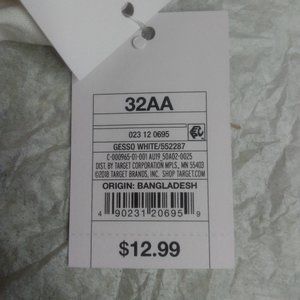 32AA
023 12 0695
GESSO WHITE/552287
C-000965-01-001 AU19 50A02-0025
DIST. BY TARGET CORPORATION MPLS., MN 55403
©2018 TARGET BRANDS, INC. SHOP TARGET.COM
ORIGIN: BANGLADESH
4 90231 20695 9
$12.99